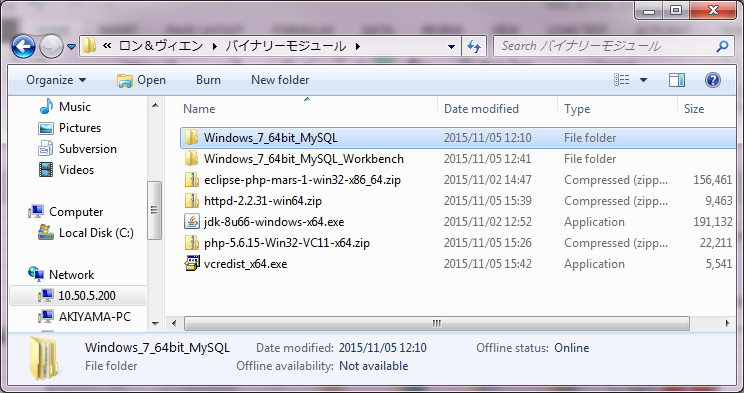 « ロン＆ヴィエン ▸ バイナリーモジュール ▸
Search バイナリーモジュール
Organize Open Burn New folder
Name Date modified Type Size
Windows_7_64bit_MySQL 2015/11/05 12:10 File folder
Windows_7_64bit_MySQL_Workbench 2015/11/05 12:41 File folder
eclipse-php-mars-1-win32-x86_64.zip 2015/11/02 14:47 Compressed (zipp... 156,461
httpd-2.2.31-win64.zip 2015/11/05 15:39 Compressed (zipp... 9,463
jdk-8u66-windows-x64.exe 2015/11/02 12:52 Application 191,132
php-5.6.15-Win32-VC11-x64.zip 2015/11/05 15:26 Compressed (zipp... 22,211
vcredist_x64.exe 2015/11/05 15:42 Application 5,541
Music
Pictures
Subversion
Videos
Computer
Local Disk (C:)
Network
10.50.5.200
AKIYAMA-PC
Windows_7_64bit_MySQL Date modified: 2015/11/05 12:10 Offline status: Online
File folder Offline availability: Not available